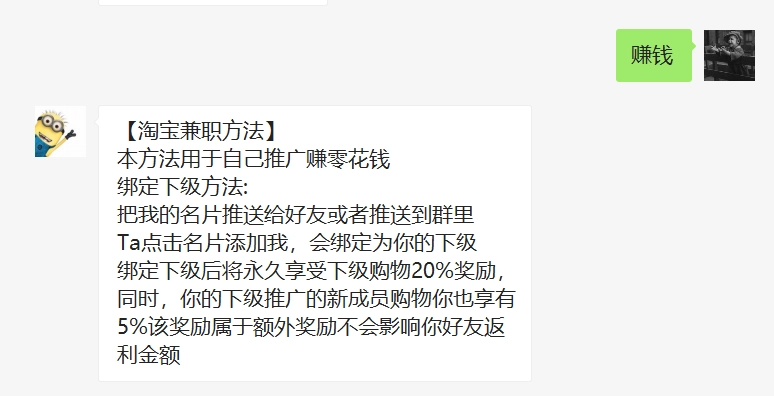 赚钱
【淘宝兼职方法】
本方法用于自己推广赚零花钱
绑定下级方法:
把我的名片推送给好友或者推送到群里
Ta点击名片添加我，会绑定为你的下级
绑定下级后将永久享受下级购物20%奖励，
同时，你的下级推广的新成员购物你也享有
5%该奖励属于额外奖励不会影响你好友返
利金额